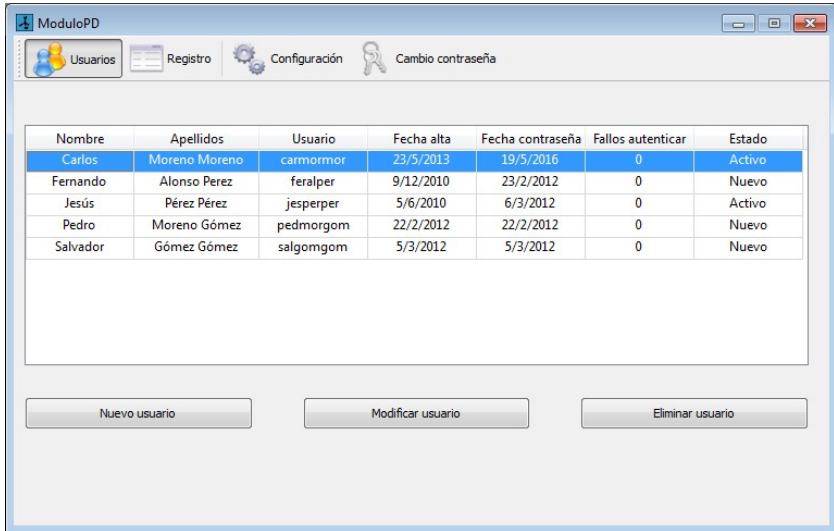 ModuloPD
Usuarios Registro Configuración Cambio contraseña
Nombre Apellidos Usuario Fecha alta Fecha contraseña Fallos autenticar Estado
Carlos Moreno Moreno carmormor 23/5/2013 19/5/2016 0 Activo
Fernando Alonso Perez feralper 9/12/2010 23/2/2012 0 Nuevo
Jesús Pérez Pérez jesperper 5/6/2010 6/3/2012 0 Activo
Pedro Moreno Gómez pedmorgom 22/2/2012 22/2/2012 0 Nuevo
Salvador Gómez Gómez salgomgom 5/3/2012 5/3/2012 0 Nuevo
Nuevo usuario Modificar usuario Eliminar usuario